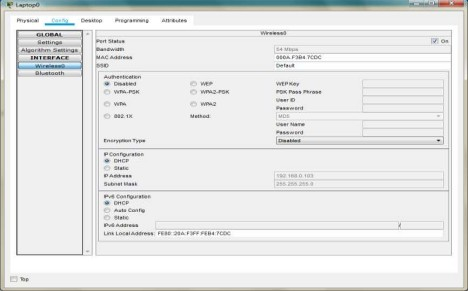 Laptop0
Physical Config Desktop Programming Attributes
GLOBAL
Settings
Algorithm Settings
INTERFACE
Wireless0
Bluetooth
Wireless0
Port Status On
Bandwidth 54 Mbps
MAC Address 000A.F3B4.7CDC
SSID Default
Authentication
Disabled WEP WEP Key
WPA-PSK WPA2-PSK PSK Pass Phrase
User ID
WPA WPA2 Password
802.1X Method: MD5
User Name
Password
Encryption Type Disabled
IP Configuration
DHCP
Static
IP Address 192.168.0.103
Subnet Mask 255.255.255.0
IPv6 Configuration
DHCP
Auto Config
Static
IPv6 Address /
Link Local Address: FE80::20A:F3FF:FEB4:7CDC
Top